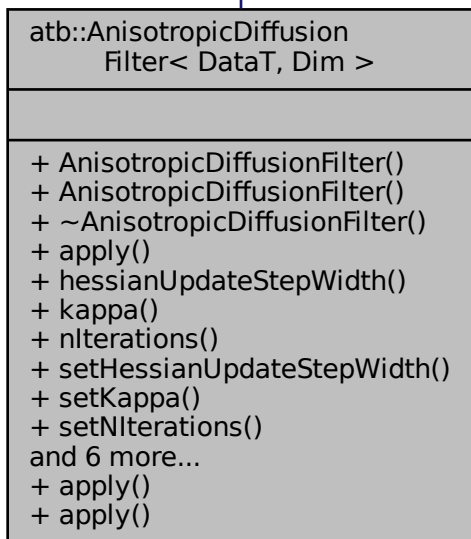 atb::AnisotropicDiffusion
Filter< DataT, Dim >
+ AnisotropicDiffusionFilter()
+ AnisotropicDiffusionFilter()
+ ~AnisotropicDiffusionFilter()
+ apply()
+ hessianUpdateStepWidth()
+ kappa()
+ nIterations()
+ setHessianUpdateStepWidth()
+ setKappa()
+ setNIterations()
and 6 more...
+ apply()
+ apply()